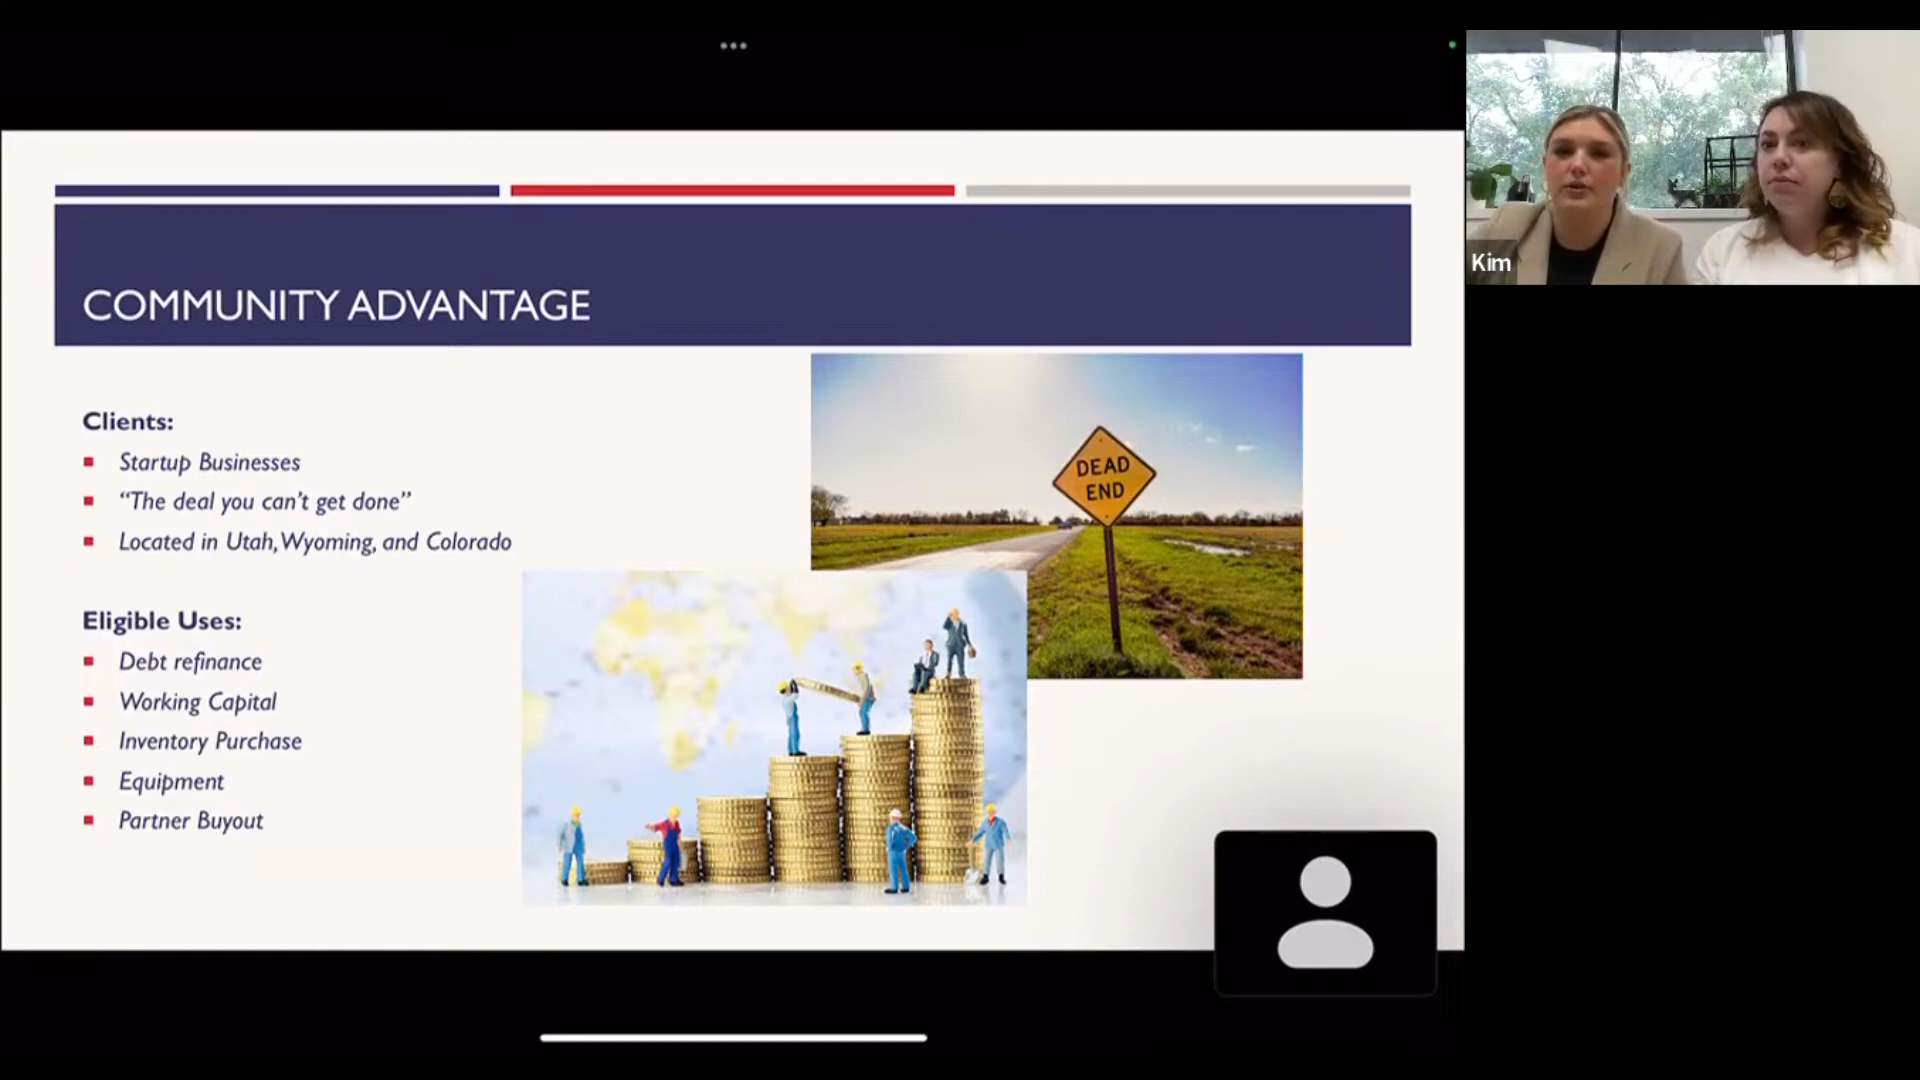 Kim
COMMUNITY ADVANTAGE
Clients:
Startup Businesses
“The deal you can’t get done”
Located in Utah, Wyoming, and Colorado
DEAD
END
Eligible Uses:
Debt refinance
Working Capital
Inventory Purchase
Equipment
Partner Buyout